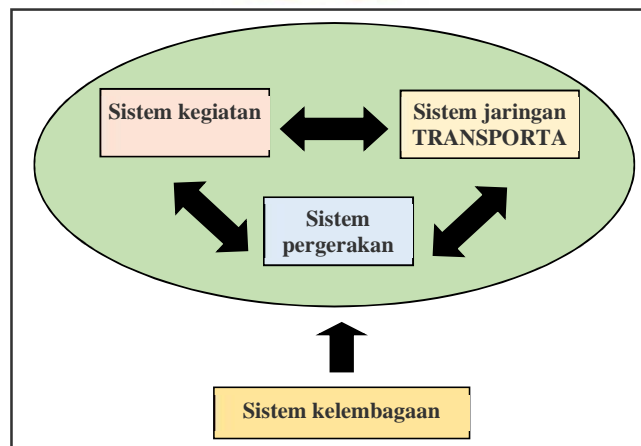 Sistem kegiatan
Sistem jaringan
TRANSPORTA
Sistem
pergerakan
Sistem kelembagaan